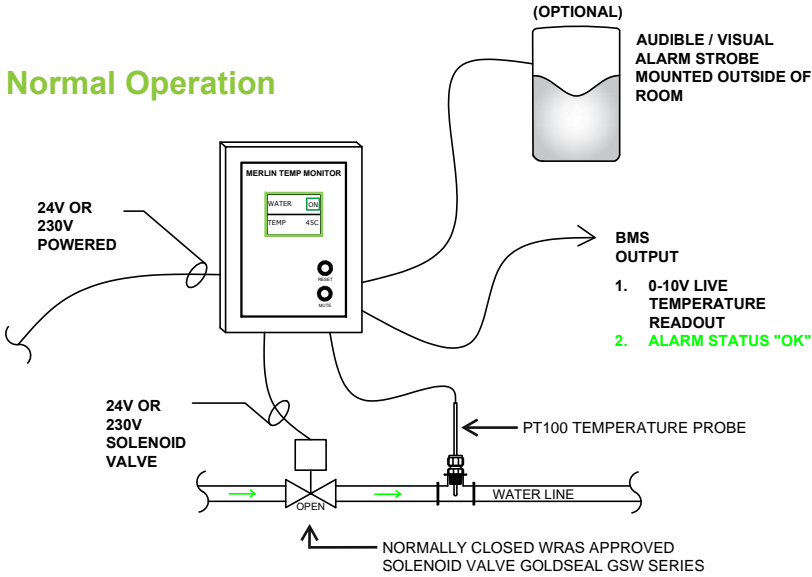 (OPTIONAL)
AUDIBLE / VISUAL
ALARM STROBE
MOUNTED OUTSIDE OF
ROOM
Normal Operation
MERLIN TEMP MONITOR
WATER ON
TEMP 45C
RESET
MUTE
24V OR
230V
POWERED
BMS
OUTPUT
1. 0-10V LIVE
TEMPERATURE
READOUT
2. ALARM STATUS "OK"
24V OR
230V
SOLENOID
VALVE
PT100 TEMPERATURE PROBE
OPEN
WATER LINE
NORMALLY CLOSED WRAS APPROVED
SOLENOID VALVE GOLDSEAL GSW SERIES